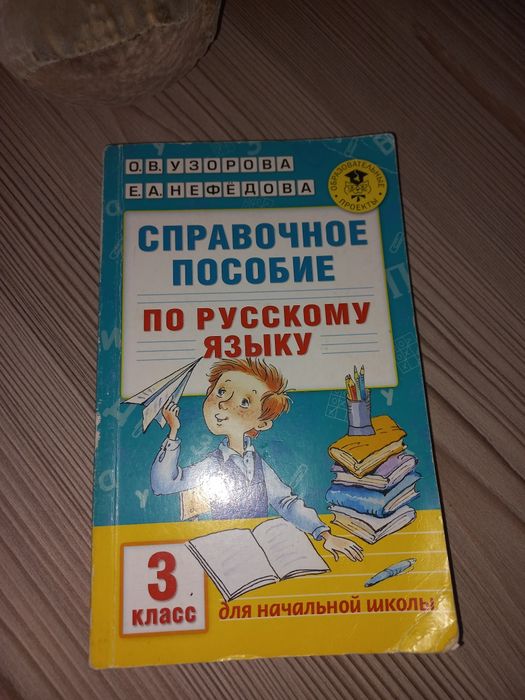 О.В. УЗОРОВА
Е.А. НЕФЁДОВА
ОБРАЗОВАТЕЛЬНЫЕ
ПРОЕКТЫ
СПРАВОЧНОЕ
ПОСОБИЕ
ПО РУССКОМУ
ЯЗЫКУ
3
КЛАСС
для начальной школы